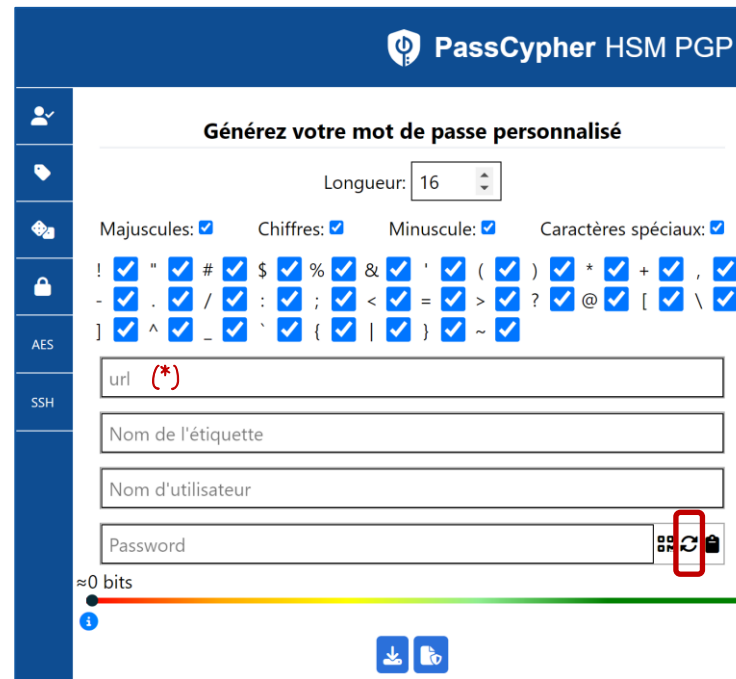 PassCypher HSM PGP
Générez votre mot de passe personnalisé
Longueur: 16
Majuscules: Chiffres: Minuscule: Caractères spéciaux:
! " # $ % & ' ( ) * + ,
- . / : ; < = > ? @ [ \
] ^ _ ` { | } ~
AES
url (*)
SSH
Nom de l'étiquette
Nom d'utilisateur
Password
≈0 bits